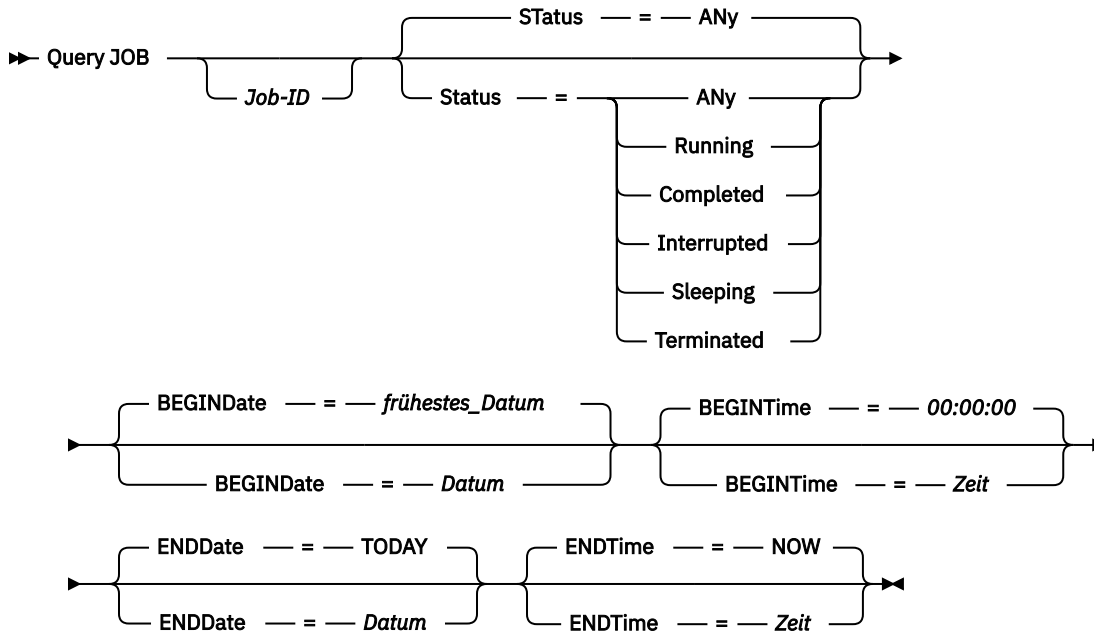 STatus = ANy
Query JOB
Job-ID
Status = ANy
Running
Completed
Interrupted
Sleeping
Terminated
BEGINDate = frühestes_Datum BEGINTime = 00:00:00
BEGINDate = Datum BEGINTime = Zeit
ENDDate = TODAY ENDTime = NOW
ENDDate = Datum ENDTime = Zeit